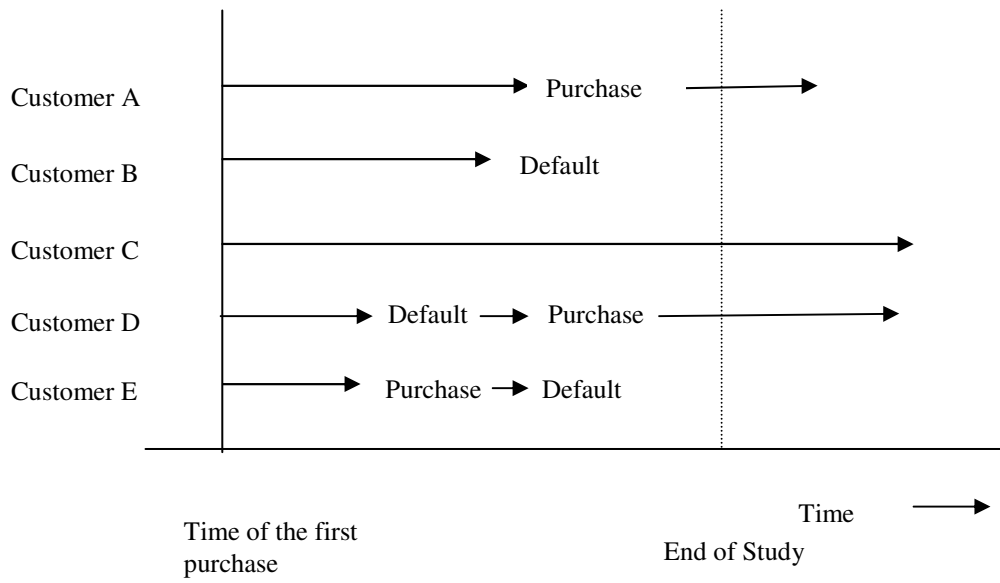 Customer A
Purchase
Customer B
Default
Customer C
Customer D
Default
Purchase
Customer E
Purchase
Default
Time of the first
purchase
Time
End of Study